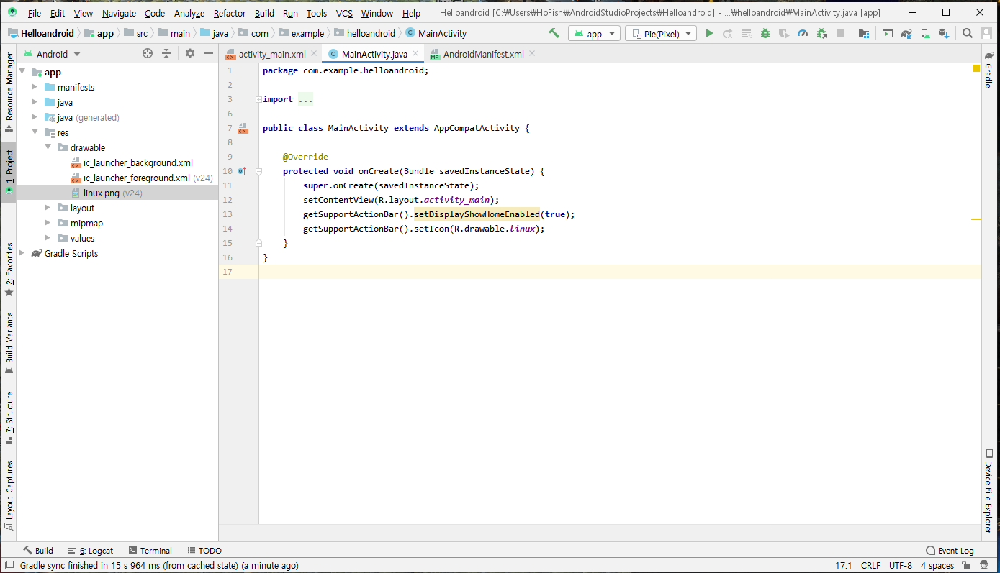 File Edit View Navigate Code Analyze Refactor Build Run Tools VCS Window Help Helloandroid [C:₩Users₩HoFish₩AndroidStudioProjects₩Helloandroid] - ...₩helloandroid₩MainActivity.java [app]
Helloandroid app src main java com example helloandroid MainActivity app Pie(Pixel)
Android activity_main.xml MainActivity.java AndroidManifest.xml
Resource Manager
1: Project
2: Favorites
Build Variants
7: Structure
Layout Captures
app
manifests
java
java (generated)
res
drawable
ic_launcher_background.xml
ic_launcher_foreground.xml (v24)
linux.png (v24)
layout
mipmap
values
Gradle Scripts
1 package com.example.helloandroid;
2
3 import ...
6
7 public class MainActivity extends AppCompatActivity {
8
9 @Override
10 protected void onCreate(Bundle savedInstanceState) {
11 super.onCreate(savedInstanceState);
12 setContentView(R.layout.activity_main);
13 getSupportActionBar().setDisplayShowHomeEnabled(true);
14 getSupportActionBar().setIcon(R.drawable.linux);
15 }
16 }
17
Gradle
Device File Explorer
Build 6: Logcat Terminal TODO Event Log
Gradle sync finished in 15 s 964 ms (from cached state) (a minute ago) 17:1 CRLF UTF-8 4 spaces